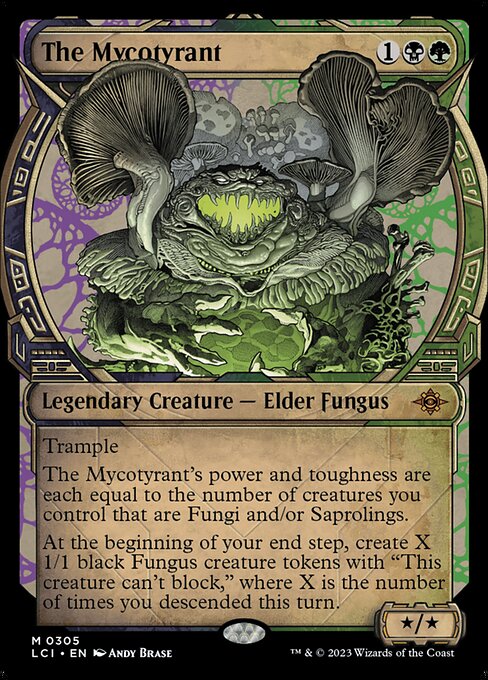 The Mycotyrant 1
Legendary Creature — Elder Fungus
Trample
The Mycotyrant's power and toughness are
each equal to the number of creatures you
control that are Fungi and/or Saprolings.
At the beginning of your end step, create X
1/1 black Fungus creature tokens with "This
creature can't block," where X is the number
of times you descended this turn.
★/★
M 0305
LCI • EN ANDY BRASE
™ & © 2023 Wizards of the Coast